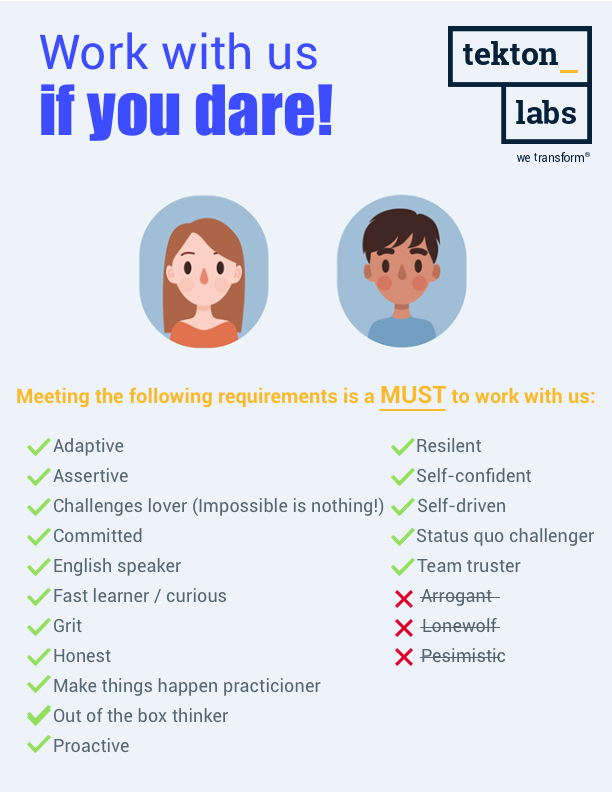 Work with us
if you dare!
tekton_
labs
we transform®
Meeting the following requirements is a MUST to work with us:
Adaptive
Assertive
Challenges lover (Impossible is nothing!)
Committed
English speaker
Fast learner / curious
Grit
Honest
Make things happen practicioner
Out of the box thinker
Proactive
Resilent
Self-confident
Self-driven
Status quo challenger
Team truster
Arrogant
Lonewolf
Pesimistic